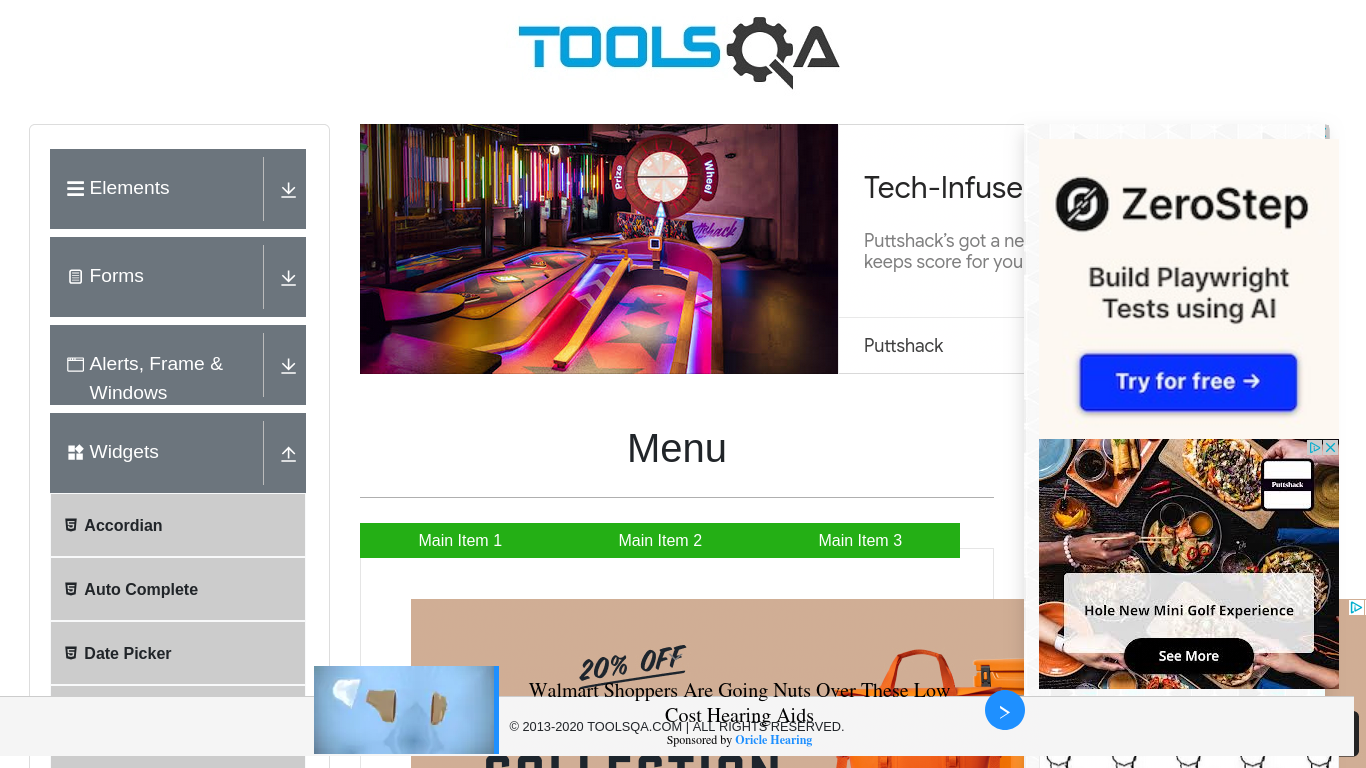 TOOLSQA
Elements
Forms
Alerts, Frame &
Windows
Widgets
Accordian
Auto Complete
Date Picker
Prize
Wheel
Tech-Infuse
Puttshack's got a ne
keeps score for you
Puttshack
Menu
Main Item 1
Main Item 2
Main Item 3
ZeroStep
Build Playwright
Tests using AI
Try for free →
Puttshack
Hole New Mini Golf Experience
See More
20% OFF
Walmart Shoppers Are Going Nuts Over These Low
Cost Hearing Aids
© 2013-2020 TOOLSQA.COM | ALL RIGHTS RESERVED.
Sponsored by Oricle Hearing
COLLECTION